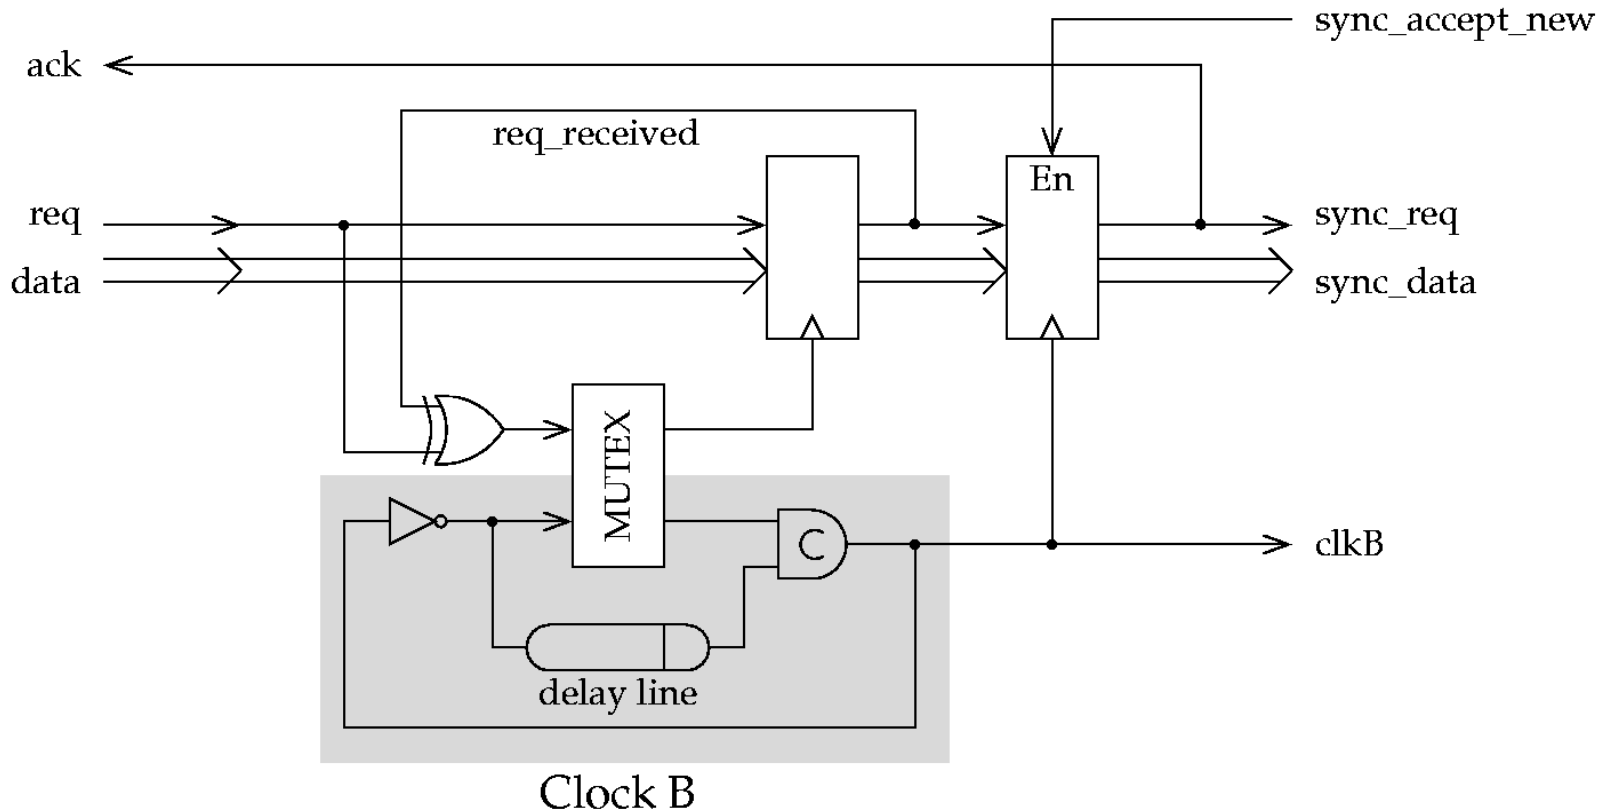 sync_accept_new
ack
req_received
En
req
sync_req
data
sync_data
MUTEX
C
clkB
delay line
Clock B